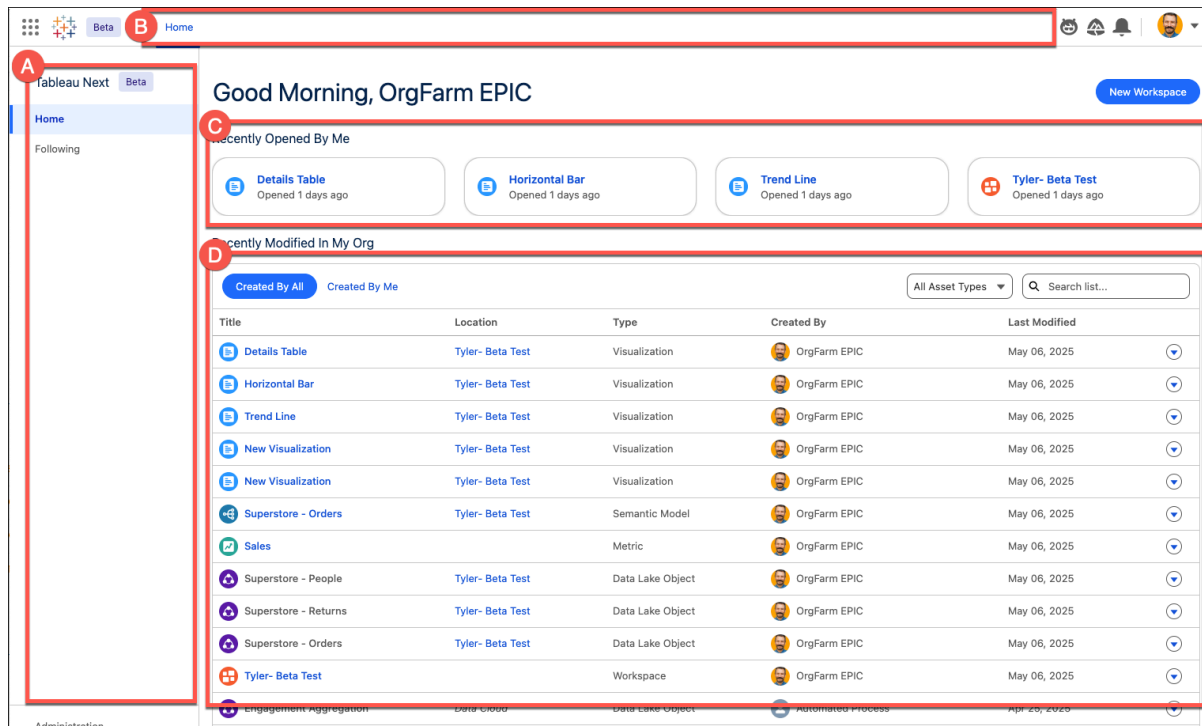 Beta B Home
A
Tableau Next Beta
Good Morning, OrgFarm EPIC New Workspace
Home
C
Recently Opened By Me
Following
Details Table Horizontal Bar Trend Line Tyler- Beta Test
Opened 1 days ago Opened 1 days ago Opened 1 days ago Opened 1 days ago
Recently Modified In My Org
D
Created By All Created By Me All Asset Types Search list...
Title Location Type Created By Last Modified
Details Table Tyler- Beta Test Visualization OrgFarm EPIC May 06, 2025
Horizontal Bar Tyler- Beta Test Visualization OrgFarm EPIC May 06, 2025
Trend Line Tyler- Beta Test Visualization OrgFarm EPIC May 06, 2025
New Visualization Tyler- Beta Test Visualization OrgFarm EPIC May 06, 2025
New Visualization Tyler- Beta Test Visualization OrgFarm EPIC May 06, 2025
Superstore - Orders Tyler- Beta Test Semantic Model OrgFarm EPIC May 06, 2025
Sales Metric OrgFarm EPIC May 06, 2025
Superstore - People Tyler- Beta Test Data Lake Object OrgFarm EPIC May 06, 2025
Superstore - Returns Tyler- Beta Test Data Lake Object OrgFarm EPIC May 06, 2025
Superstore - Orders Tyler- Beta Test Data Lake Object OrgFarm EPIC May 06, 2025
Tyler- Beta Test Workspace OrgFarm EPIC May 06, 2025
Engagement Aggregation Data Cloud Data Lake Object Automated Process Apr 25, 2025
Administration